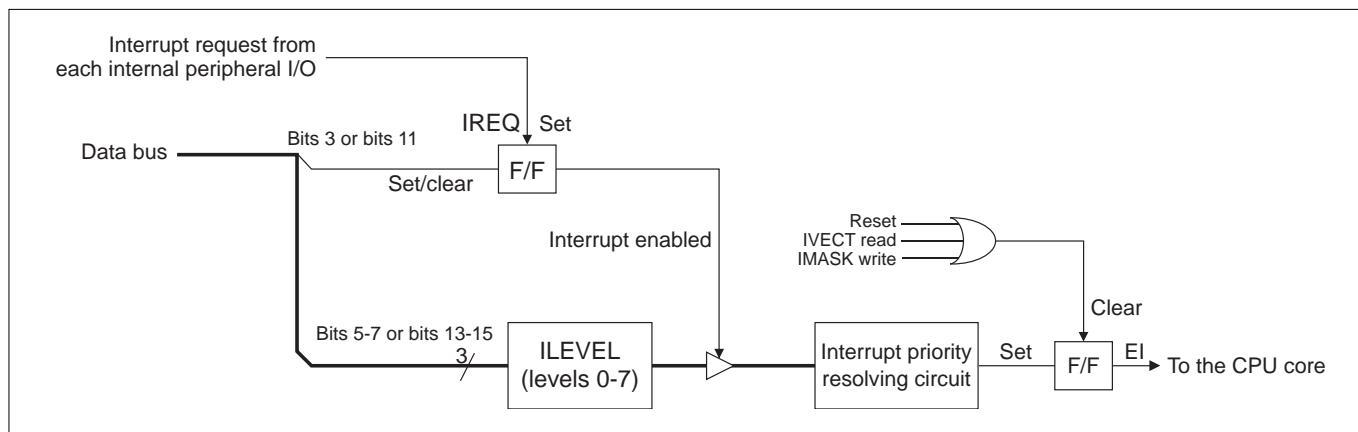 Interrupt request from
each internal peripheral I/O
IREQ Set
Bits 3 or bits 11
Data bus
F/F
Set/clear
Interrupt enabled
Reset
IVECT read
IMASK write
Clear
Bits 5-7 or bits 13-15
3
ILEVEL
(levels 0-7)
Interrupt priority
resolving circuit
Set
F/F
EI
To the CPU core